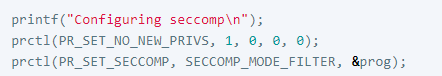 printf("Configuring seccomp\n");
prctl(PR_SET_NO_NEW_PRIVS, 1, 0, 0, 0);
prctl(PR_SET_SECCOMP, SECCOMP_MODE_FILTER, &prog);